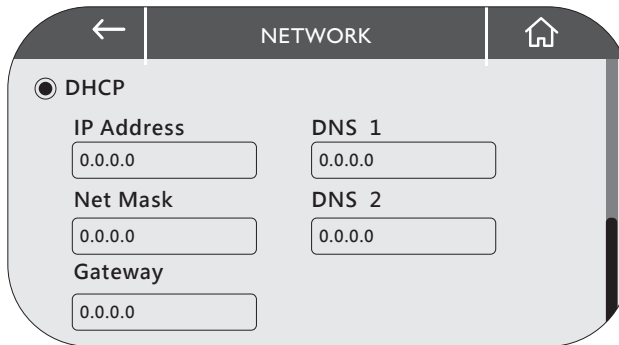 NETWORK
DHCP
IP Address
0.0.0.0
Net Mask
0.0.0.0
Gateway
0.0.0.0
DNS 1
0.0.0.0
DNS 2
0.0.0.0